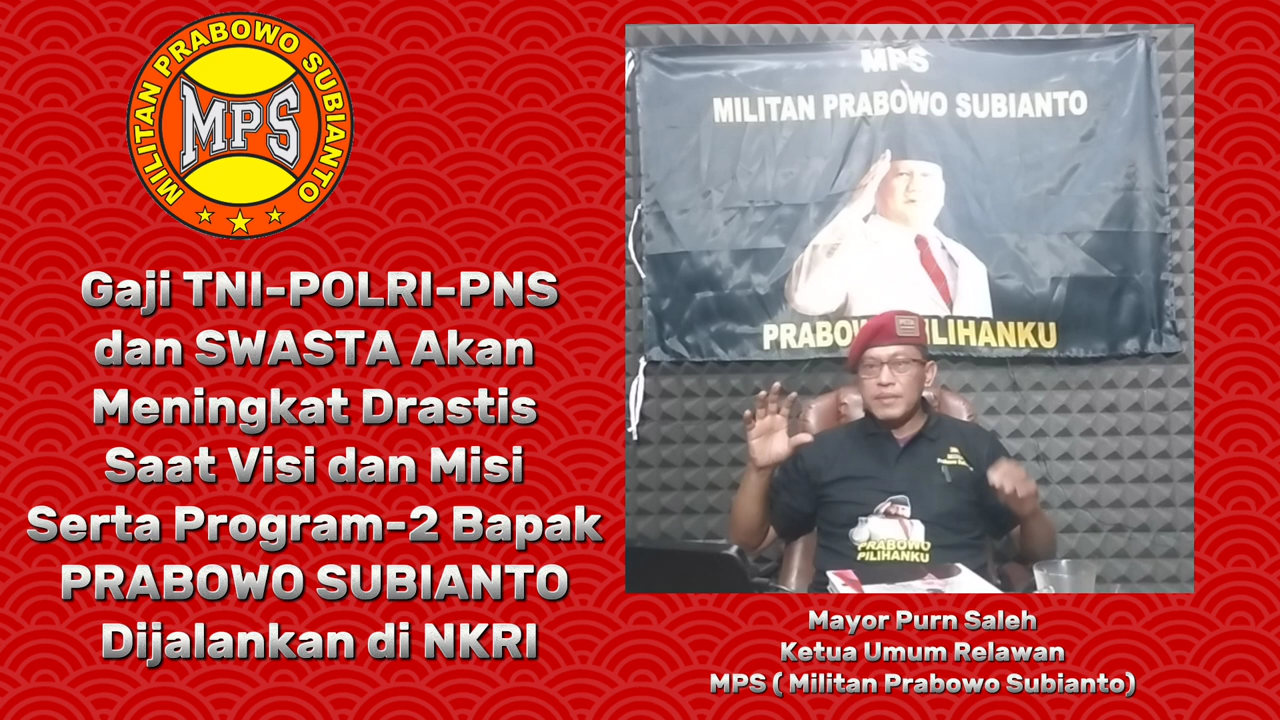 MILITAN PRABOWO SUBIANTO
MPS
Gaji TNI-POLRI-PNS
dan SWASTA Akan
Meningkat Drastis
Saat Visi dan Misi
Serta Program-2 Bapak
PRABOWO SUBIANTO
Dijalankan di NKRI
MPS
MILITAN PRABOWO SUBIANTO
PRABOW PILIHANKU
PRABOWO
PILIHANKU
Mayor Purn Saleh
Ketua Umum Relawan
MPS ( Militan Prabowo Subianto)